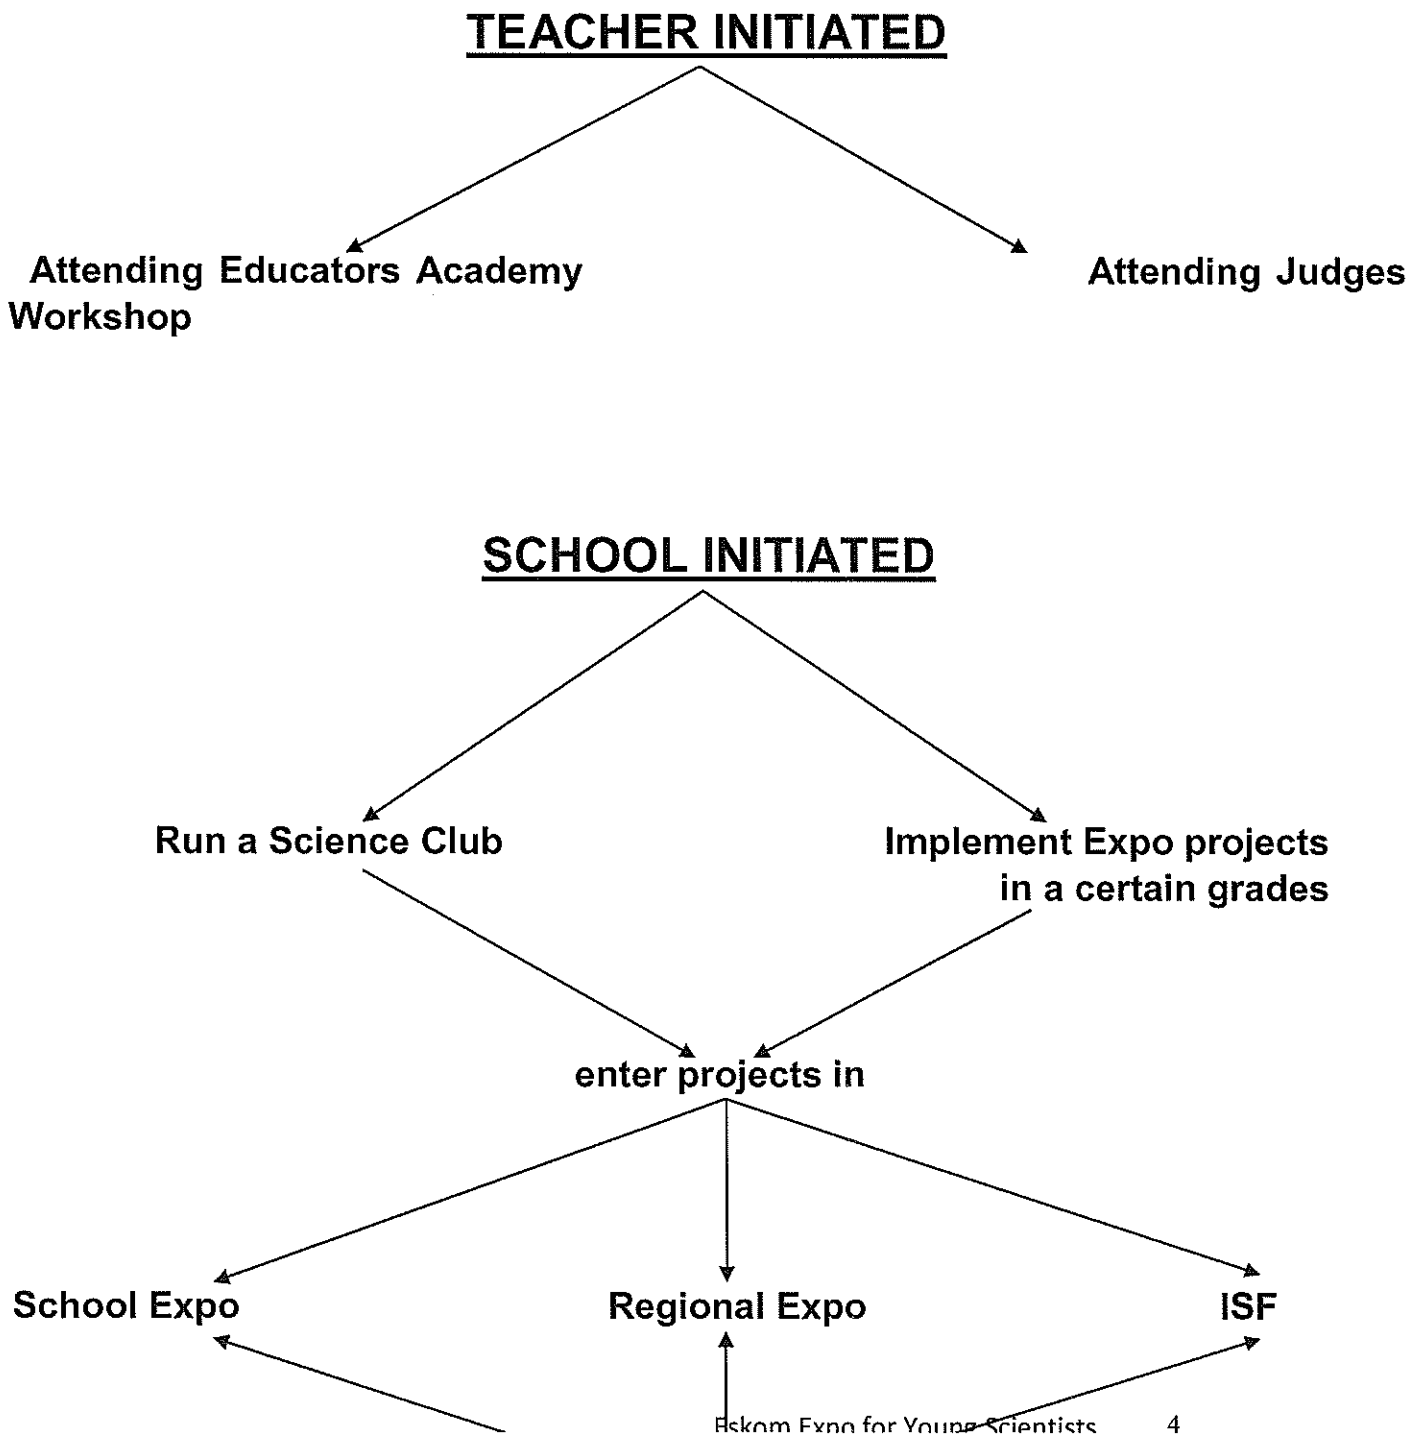 TEACHER INITIATED
Attending Educators Academy Attending Judges
Workshop
SCHOOL INITIATED
Run a Science Club
Implement Expo projects
in a certain grades
enter projects in
School Expo
Regional Expo
ISF
Eskom Expo for Young Scientists 4